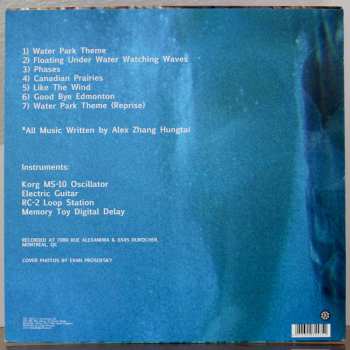 1) Water Park Theme
2) Floating Under Water Watching Waves
3) Phases
4) Canadian Prairies
5) Like The Wind
6) Good Bye Edmonton
7) Water Park Theme (Reprise)
*All Music Written by Alex Zhang Hungtai
Instruments:
Korg MS-10 Oscillator
Electric Guitar
RC-2 Loop Station
Memory Toy Digital Delay
RECORDED AT 7080 RUE ALEXANDRA & 6545 DUROCHER,
MONTREAL, QC
COVER PHOTOS BY EVAN PROSOFSKY